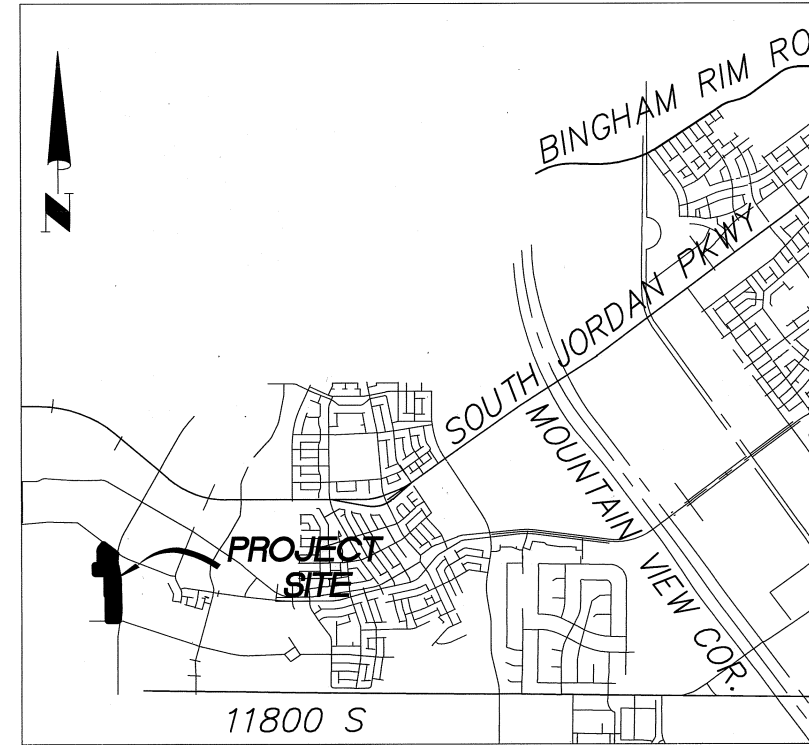 BINGHAM RIM RO
N
SOUTH JORDAN PKWY
MOUNTAIN VIEW COR.
PROJECT
SITE
11800 S